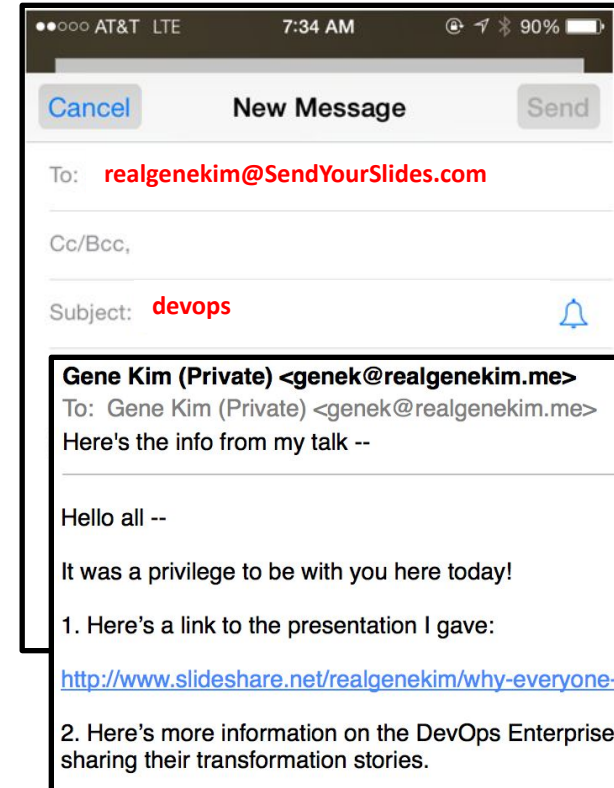 AT&T LTE 7:34 AM 90%
Cancel New Message Send
To: realgenekim@SendYourSlides.com
Cc/Bcc,
Subject: devops
Gene Kim (Private) <genek@realgenekim.me>
To: Gene Kim (Private) <genek@realgenekim.me>
Here's the info from my talk --
Hello all --
It was a privilege to be with you here today!
1. Here’s a link to the presentation I gave:
http://www.slideshare.net/realgenekim/why-everyone-
2. Here’s more information on the DevOps Enterprise
sharing their transformation stories.